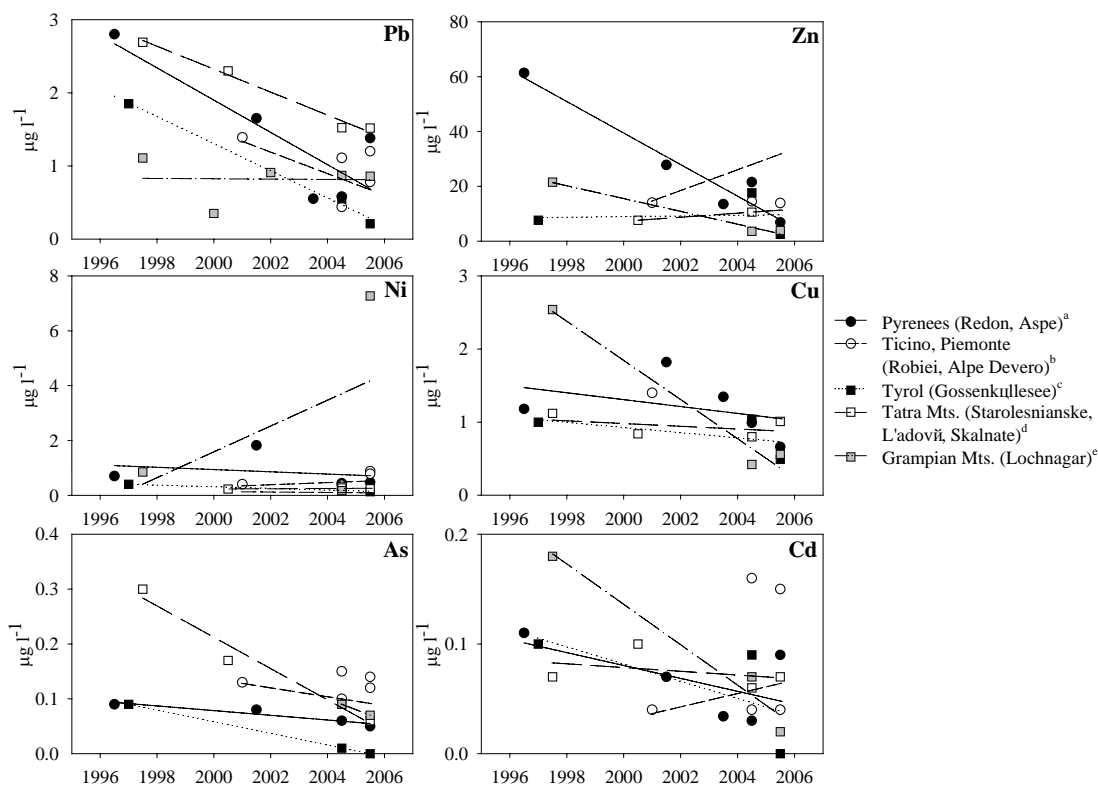 Pb
3
2
1
0
µg l-1
1996 1998 2000 2002 2004 2006
Zn
80
60
40
20
0
µg l-1
1996 1998 2000 2002 2004 2006
Ni
8
6
4
2
0
µg l-1
1996 1998 2000 2002 2004 2006
Cu
3
2
1
0
µg l-1
1996 1998 2000 2002 2004 2006
As
0.4
0.3
0.2
0.1
0.0
µg l-1
1996 1998 2000 2002 2004 2006
Cd
0.2
0.1
0.0
µg l-1
1996 1998 2000 2002 2004 2006
Pyrenees (Redon, Aspe)a
Ticino, Piemonte
(Robiei, Alpe Devero)b
Tyrol (Gossenkцllesee)c
Tatra Mts. (Starolesnianske,
L'adovй, Skalnate)d
Grampian Mts. (Lochnagar)e